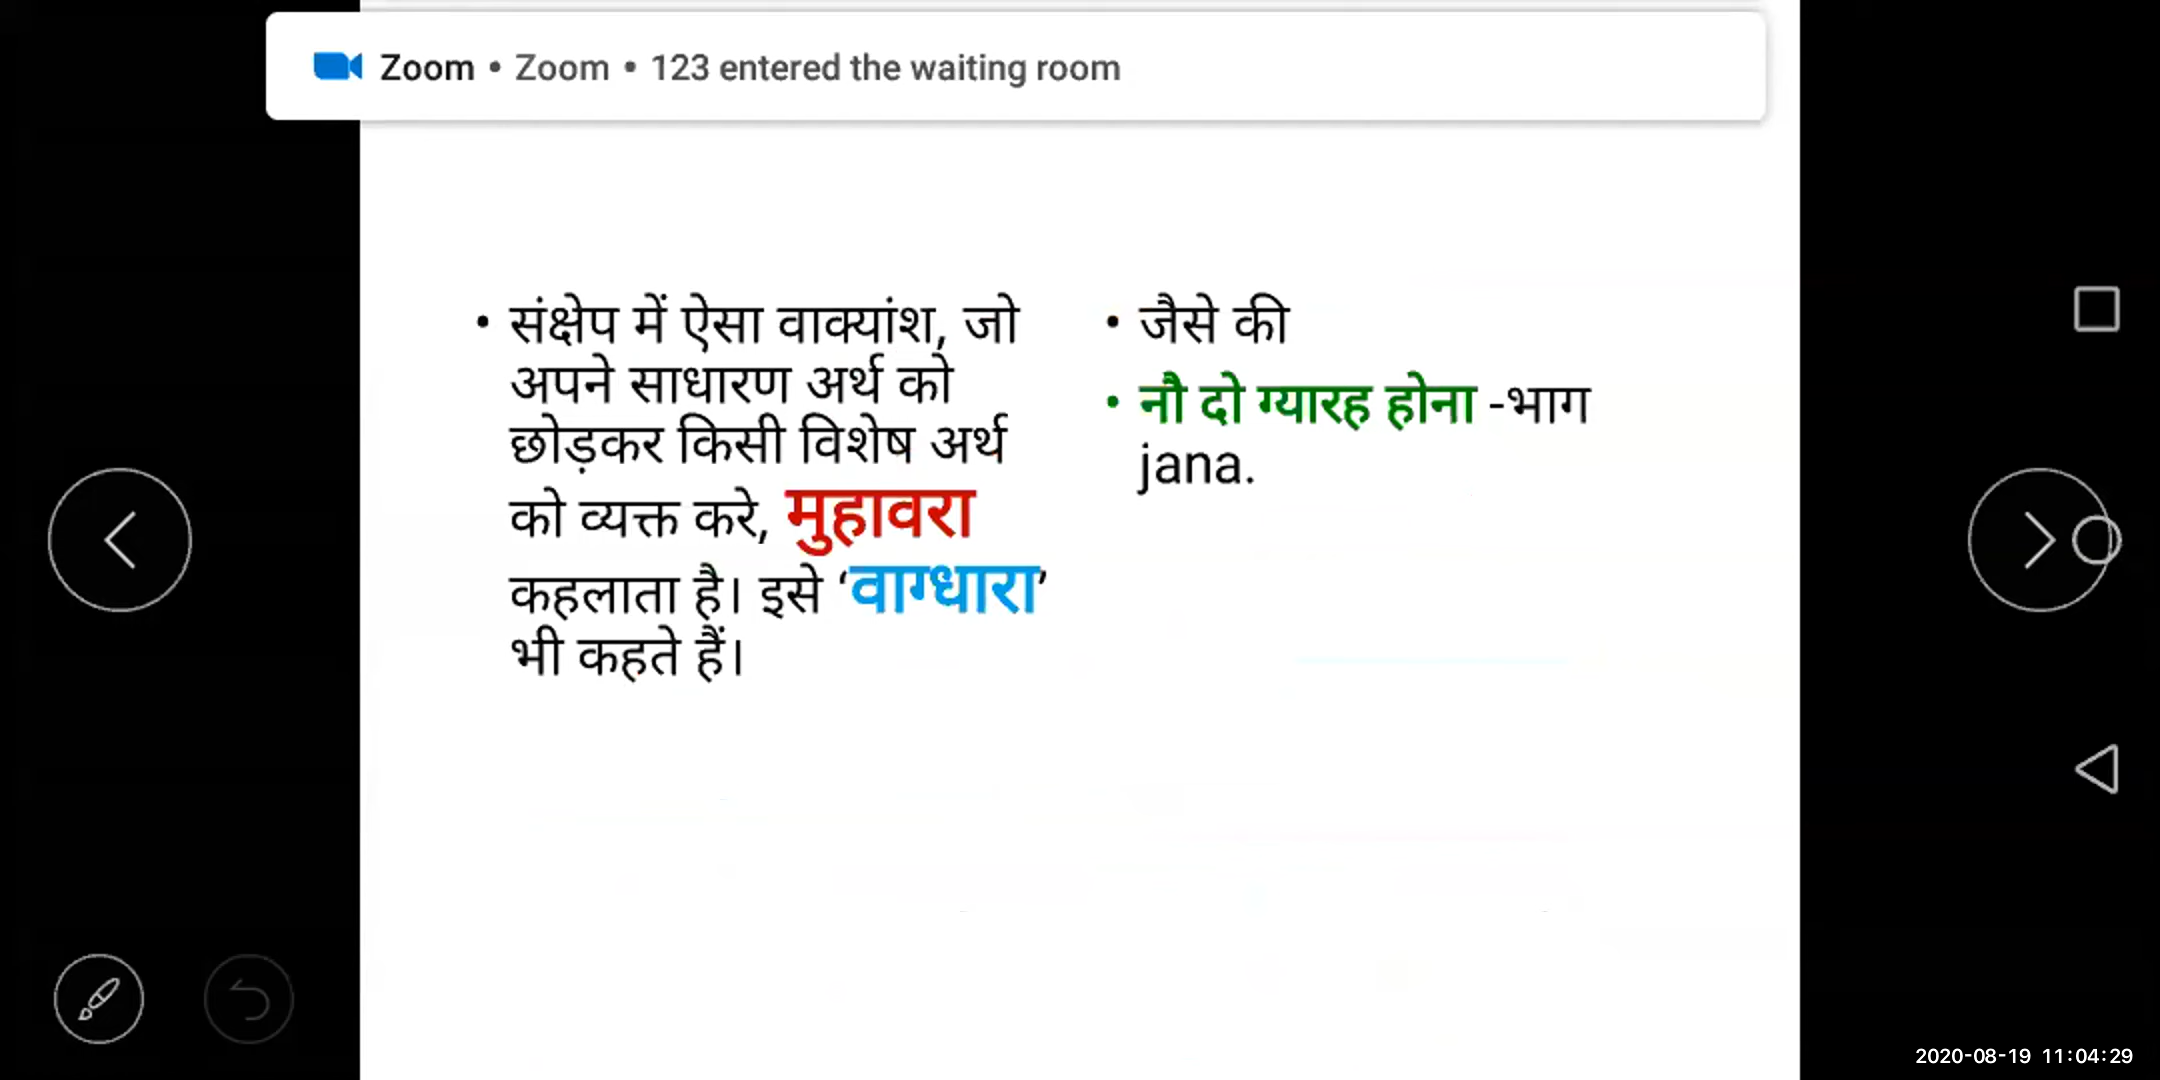 Zoom • Zoom • 123 entered the waiting room
• संक्षेप में ऐसा वाक्यांश, जो
अपने साधारण अर्थ को
छोड़कर किसी विशेष अर्थ
को व्यक्त करे, मुहावरा
कहलाता है। इसे ‘वाग्धारा’
भी कहते हैं।
• जैसे की
• नौ दो ग्यारह होना -भाग
jana.
2020-08-19 11:04:29